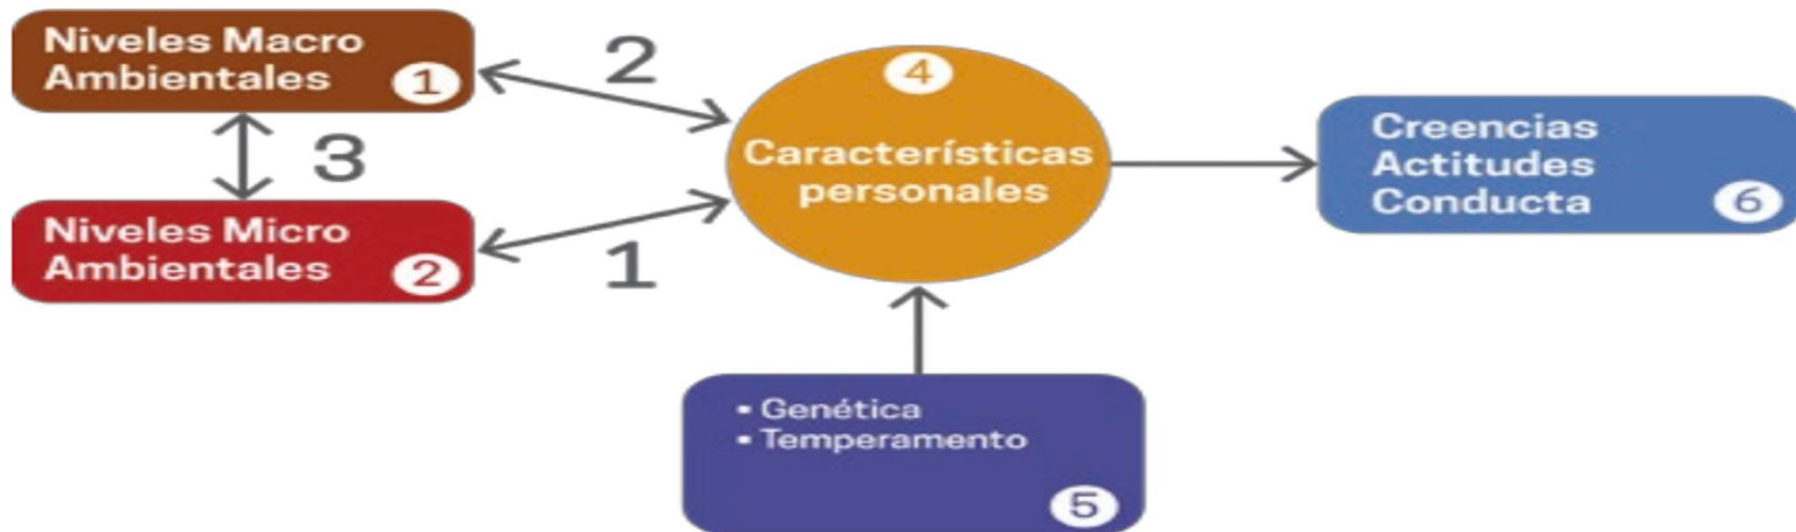 Niveles Macro
Ambientales 1
2
3
Niveles Micro
Ambientales 2
1
4
Características
personales
Creencias
Actitudes
Conducta 6
▪ Genética
▪ Temperamento
5